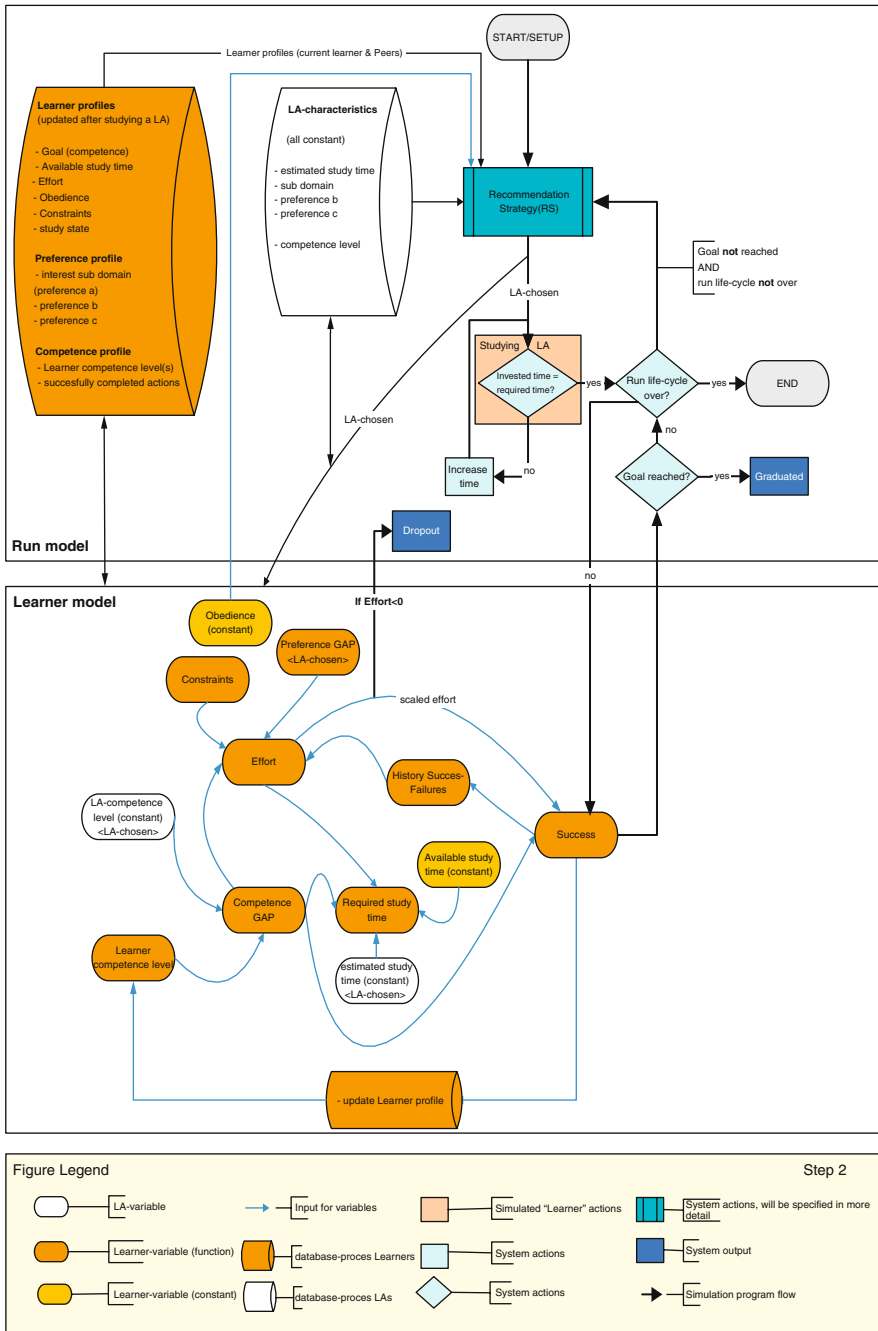 START/SETUP
Learner profiles (current learner & Peers)
Learner profiles
(updated after studying a LA)
- Goal (competence)
- Available study time
- Effort
- Obedience
- Constraints
- study state
Preference profile
- interest sub domain
(preference a)
- preference b
- preference c
Competence profile
- Learner competence level(s)
- succesfully completed actions
LA-characteristics
(all constant)
- estimated study time
- sub domain
- preference b
- preference c
- competence level
Recommendation
Strategy(RS)
Goal not reached
AND
run life-cycle not over
LA-chosen
Studying LA
Invested time =
required time?
yes
Run life-cycle
over?
yes
END
LA-chosen
no
no
Increase
time
Goal reached?
yes
Graduated
Dropout
Run model
no
Learner model
If Effort<0
Obedience
(constant)
Preference GAP
<LA-chosen>
Constraints
scaled effort
Effort
History Succes-
Failures
LA-competence
level (constant)
<LA-chosen>
Success
Available study
time (constant)
Competence
GAP
Required study
time
Learner
competence level
estimated study
time (constant)
<LA-chosen>
- update Learner profile
Figure Legend
Step 2
LA-variable
Input for variables
Simulated “Learner” actions
System actions, will be specified in more
detail
Learner-variable (function)
database-proces Learners
System actions
System output
Learner-variable (constant)
database-proces LAs
System actions
Simulation program flow